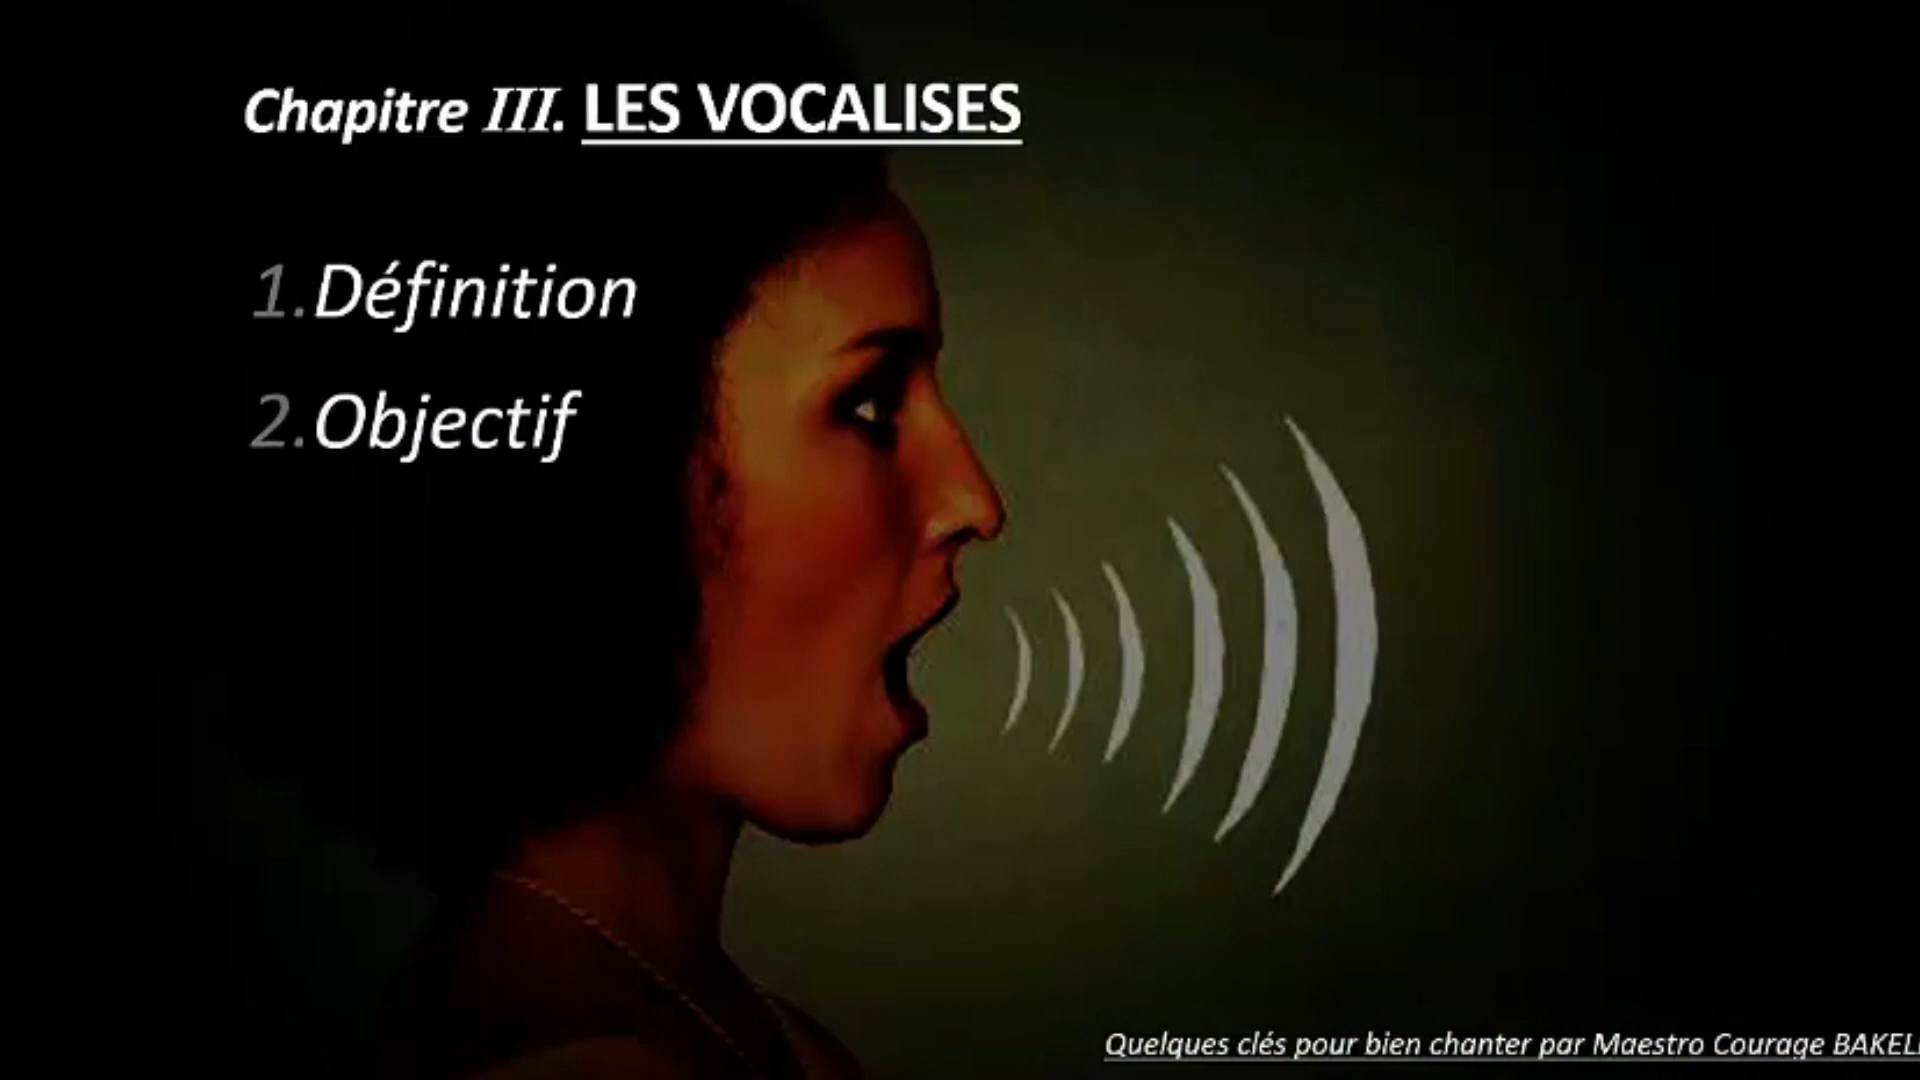 Chapitre III. LES VOCALISES
1. Définition
2. Objectif
Quelques clés pour bien chanter par Maestro Courage